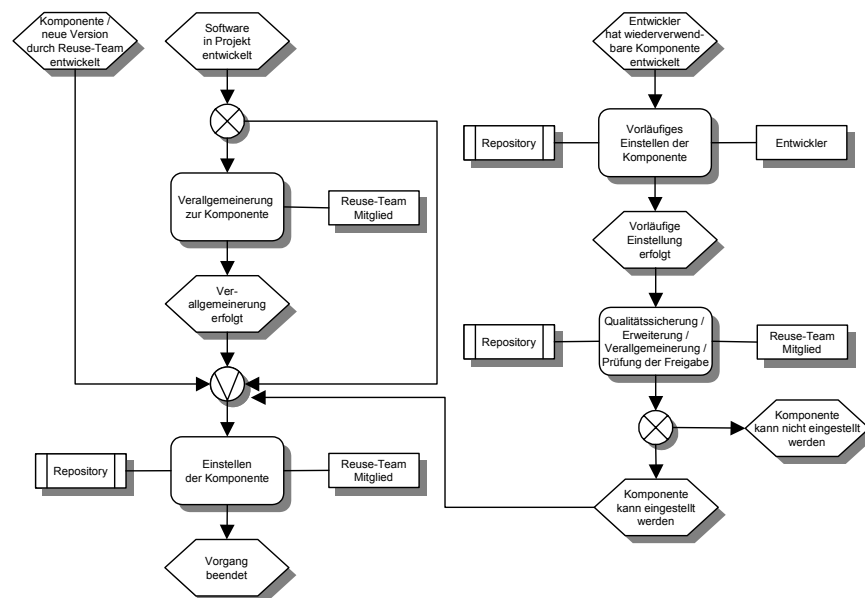 Komponente /
neue Version
durch Reuse-Team
entwickelt
Software
in Projekt
entwickelt
Entwickler
hat wiederverwend-
bare Komponente
entwickelt
Repository
Vorläufiges
Einstellen der
Komponente
Entwickler
Verallgemeinerung
zur Komponente
Reuse-Team
Mitglied
Vorläufige
Einstellung
erfolgt
Ver-
allgemeinerung
erfolgt
Repository
Qualitätssicherung /
Erweiterung /
Verallgemeinerung /
Prüfung der Freigabe
Reuse-Team
Mitglied
Komponente
kann nicht eingestellt
werden
Repository
Einstellen
der Komponente
Reuse-Team
Mitglied
Komponente
kann eingestellt
werden
Vorgang
beendet